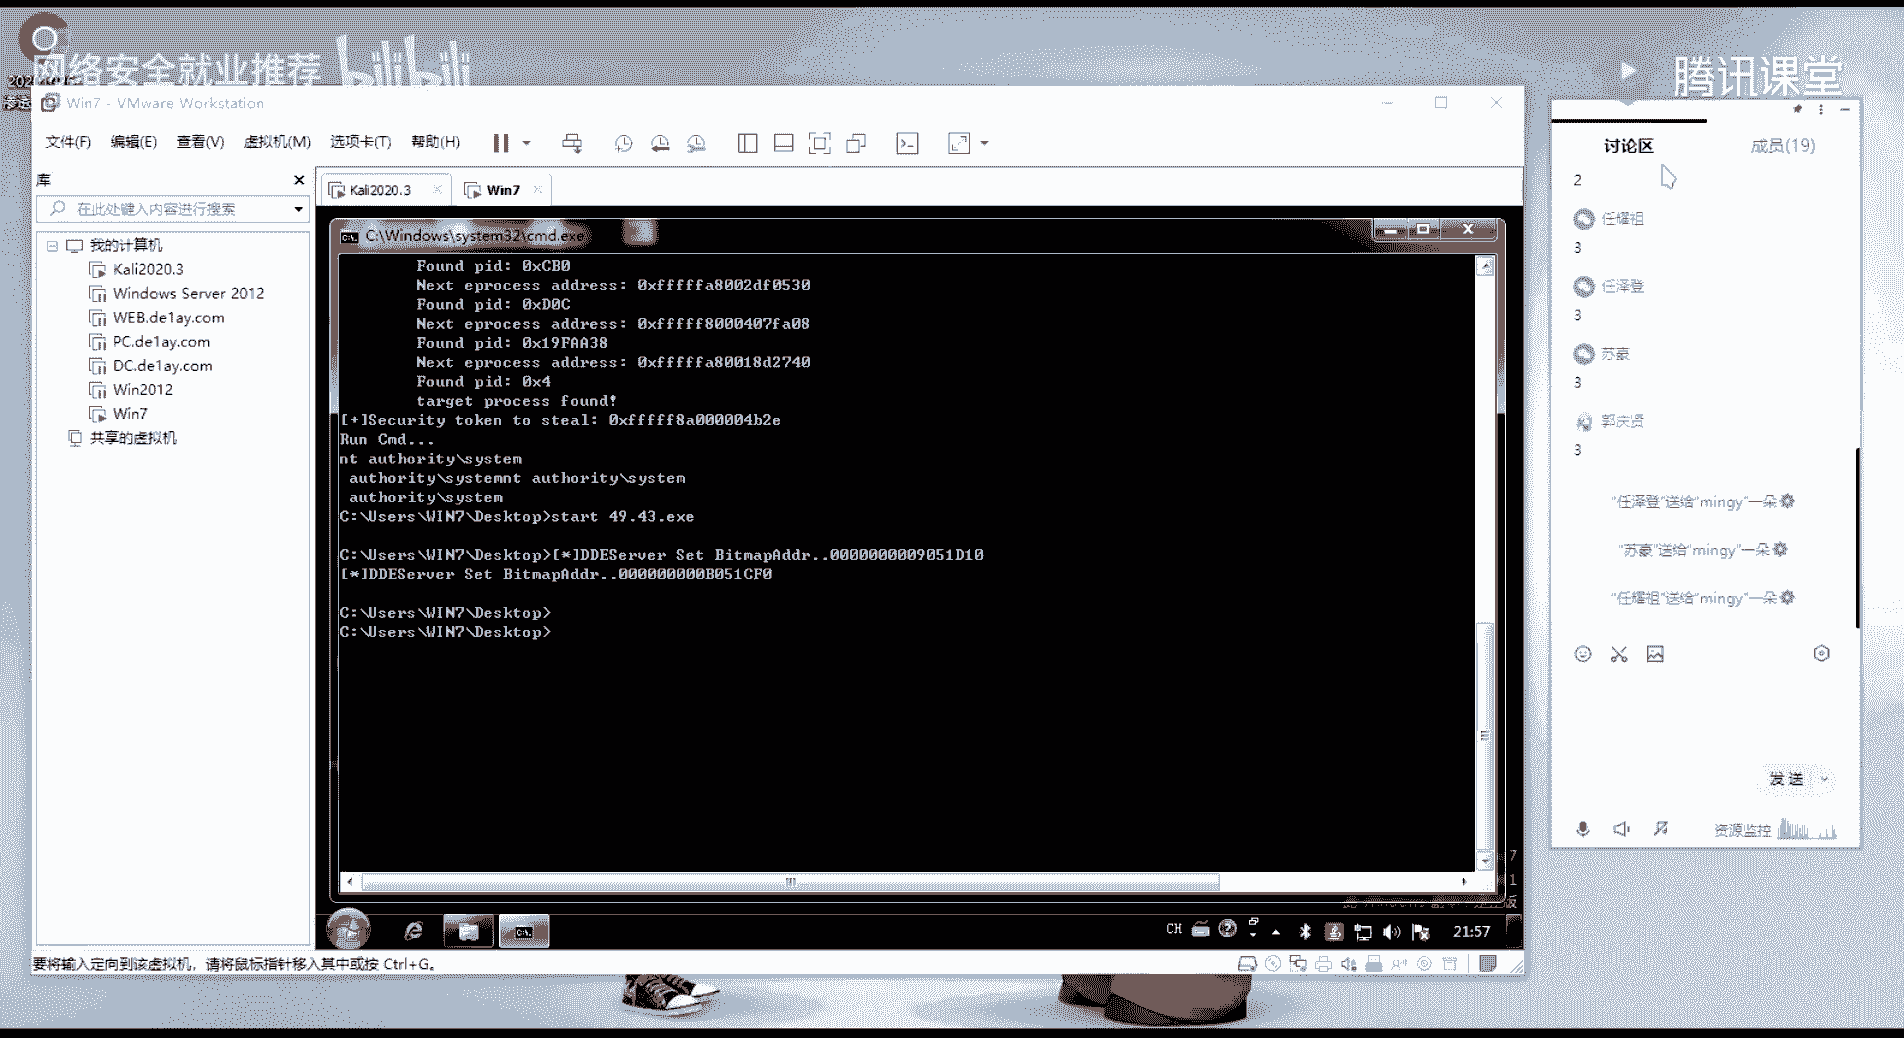 网络安全就业推荐
bilibili
腾讯课堂
Win7 - VMware Workstation
文件(F) 编辑(E) 查看(V) 虚拟机(M) 选项卡(T) 帮助(H)
库
在此处键入内容进行搜索
我的计算机
Kali2020.3
Windows Server 2012
WEB.de1ay.com
PC.de1ay.com
DC.de1ay.com
Win2012
Win7
共享的虚拟机
Kali2020.3
Win7
C:\Windows\system32\cmd.exe
Found pid: 0xCB0
Next eprocess address: 0xfffffa8002df0530
Found pid: 0xD0C
Next eprocess address: 0xfffff8000407fa08
Found pid: 0x19FAA38
Next eprocess address: 0xfffffa80018d2740
Found pid: 0x4
target process found!
[+]Security token to steal: 0xfffff8a000004b2e
Run Cmd...
nt authority\system
authority\systemnt authority\system
authority\system
C:\Users\WIN7\Desktop>start 49.43.exe
C:\Users\WIN7\Desktop>[*]DDEServer Set BitmapAddr..0000000009051D10
[*]DDEServer Set BitmapAddr..000000000B051CF0
C:\Users\WIN7\Desktop>
C:\Users\WIN7\Desktop>
7
1
CH
21:57
要将输入定向到该虚拟机，请将鼠标指针移入其中或按 Ctrl+G。
讨论区 成员(19)
2
任耀祖
3
任泽登
3
苏豪
3
郭庆贤
3
"任泽登"送给"mingy"一朵
"苏豪"送给"mingy"一朵
"任耀祖"送给"mingy"一朵
发送
资源监控